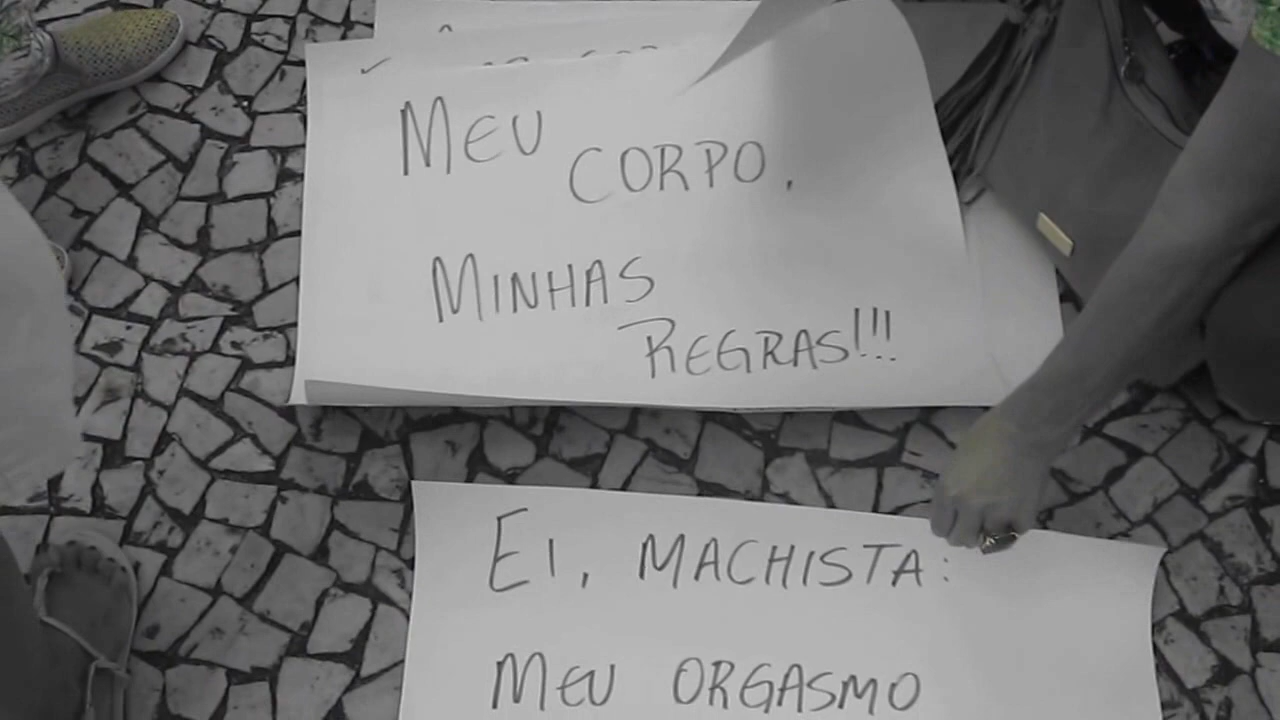 MEU CORPO.
MINHAS
REGRAS!!!
EI, MACHISTA:
MEU ORGASMO